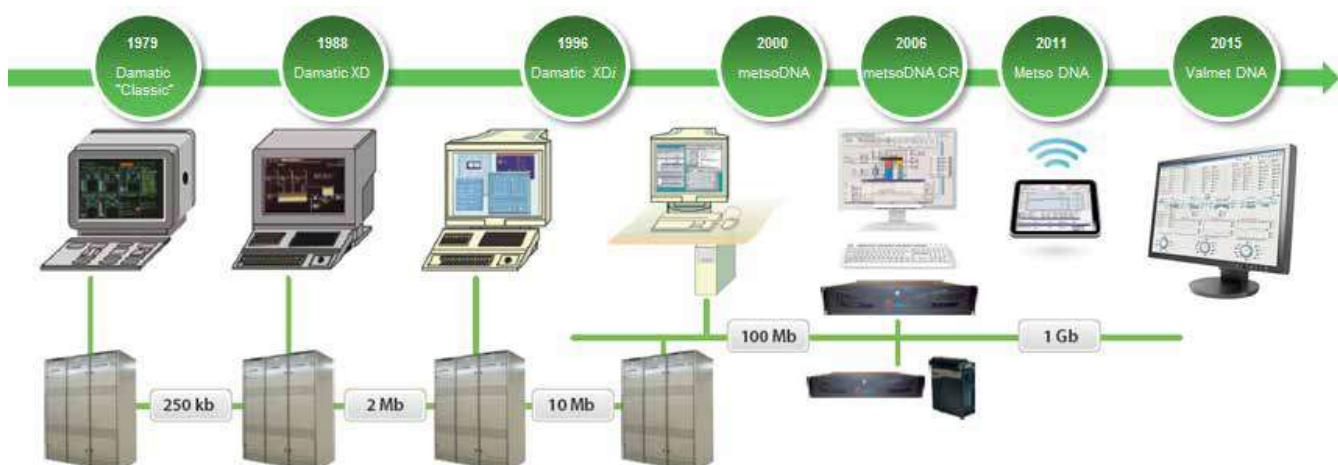 1979
Damatic
"Classic"
1988
Damatic XD
1996
Damatic XDi
2000
metsoDNA
2006
metsoDNA CR
2011
Metso DNA
2015
Valmet DNA
100 Mb
1 Gb
250 kb
2 Mb
10 Mb